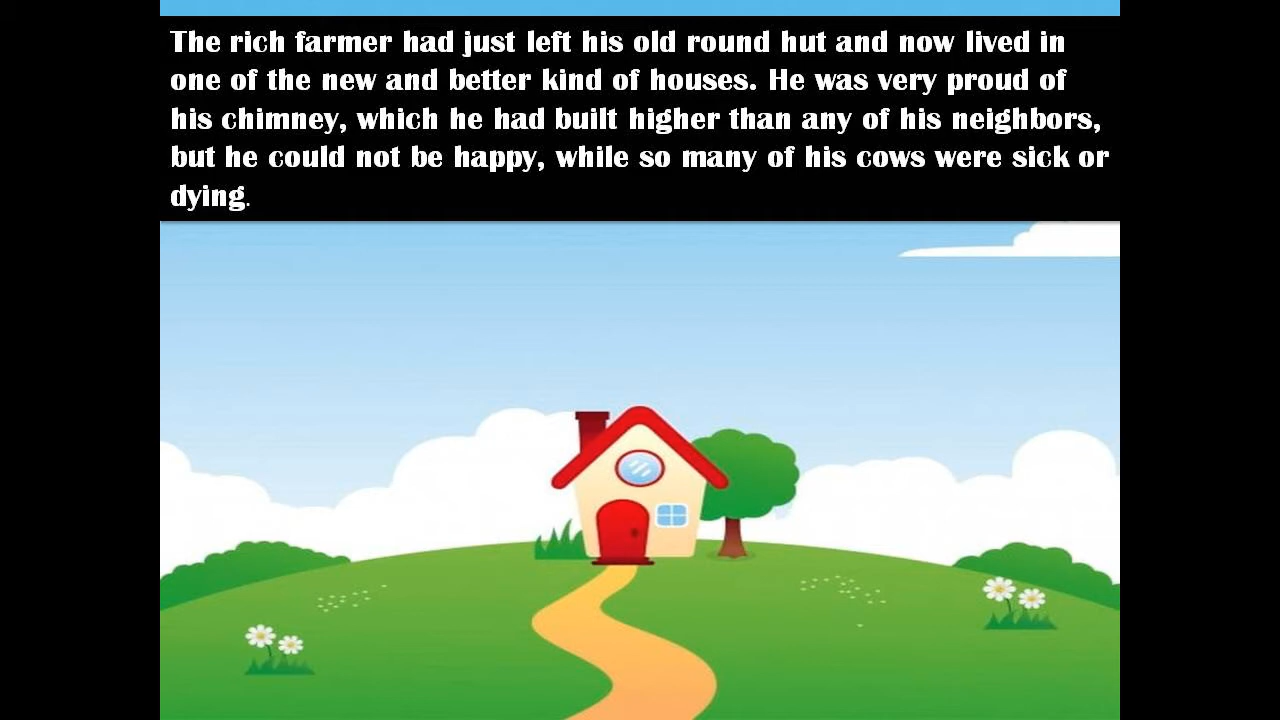 The rich farmer had just left his old round hut and now lived in
one of the new and better kind of houses. He was very proud of
his chimney, which he had built higher than any of his neighbors,
but he could not be happy, while so many of his cows were sick or
dying.